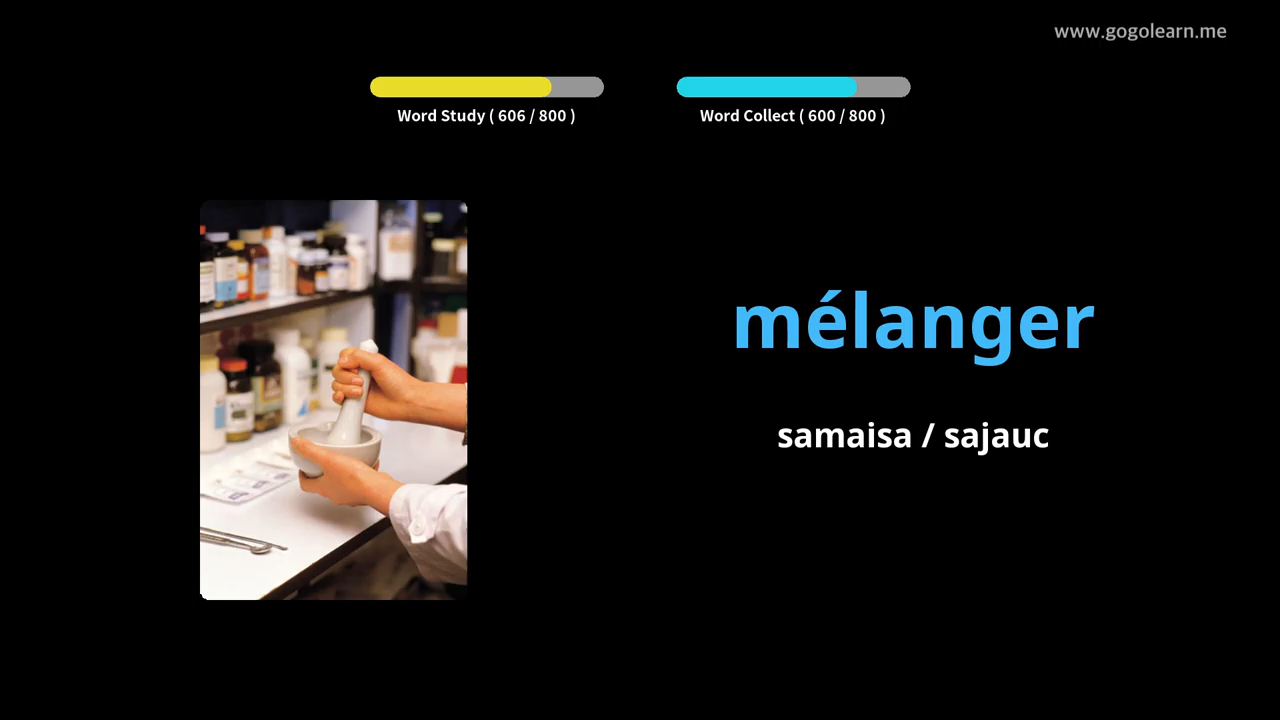 www.gogolearn.me
Word Study ( 606 / 800 )
Word Collect ( 600 / 800 )
mélanger
samaisa / sajauc